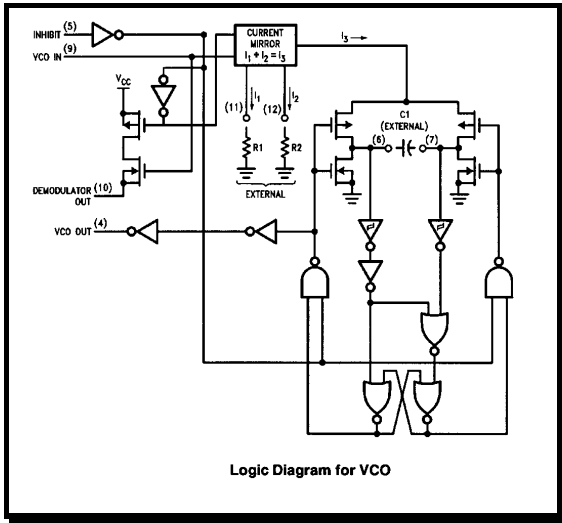 INHIBIT (5)
VCO IN (9)
CURRENT
MIRROR
I1 + I2 = I3
I3
VCC
I1
I2
(11)
(12)
R1
R2
EXTERNAL
C1
(EXTERNAL)
(6)
(7)
DEMODULATOR (10)
OUT
VCO OUT (4)
Logic Diagram for VCO